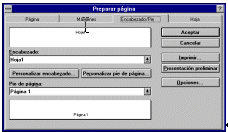 Preparar página
Página
Márgenes
Encabezado/Pie
Hoja
Hoja1
Encabezado:
Hoja1
Personalizar encabezado...
Personalizar pie de página...
Pie de página:
Página 1
Página 1
Aceptar
Cancelar
Imprimir...
Presentación preliminar
Opciones...